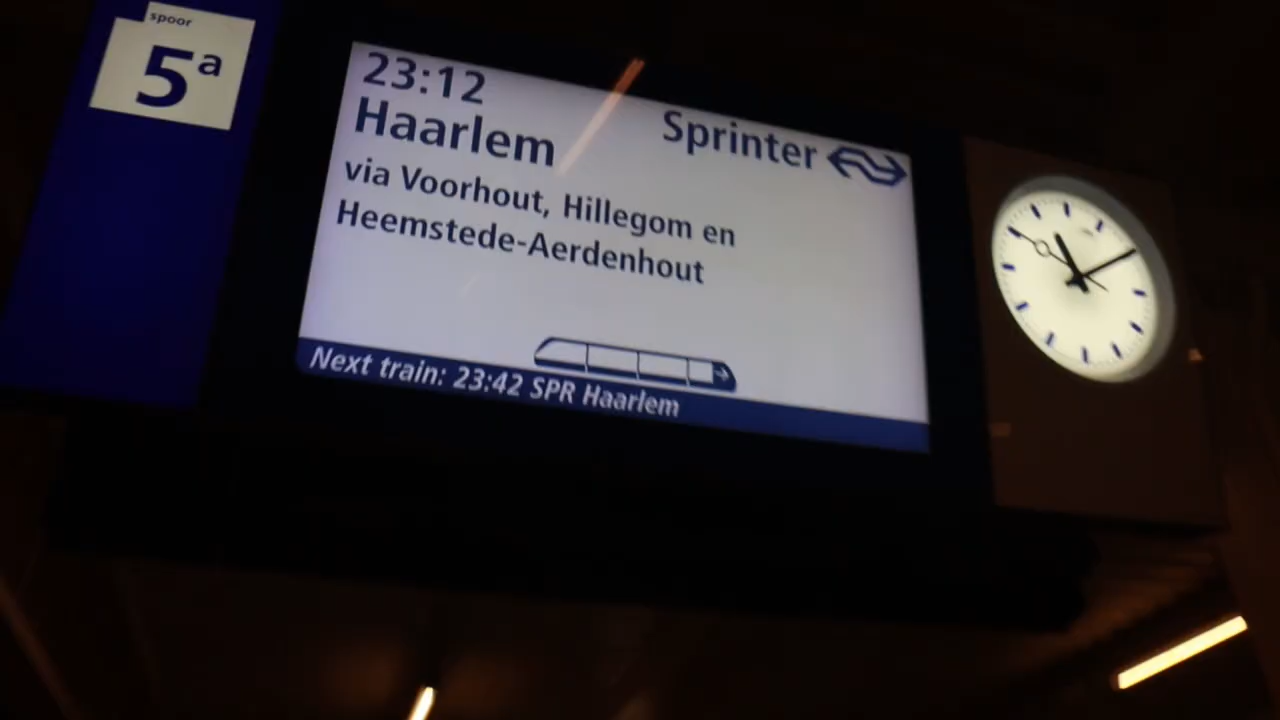 spoor
5a
23:12
Haarlem
Sprinter
via Voorhout, Hillegom en
Heemstede-Aerdenhout
Next train: 23:42 SPR Haarlem